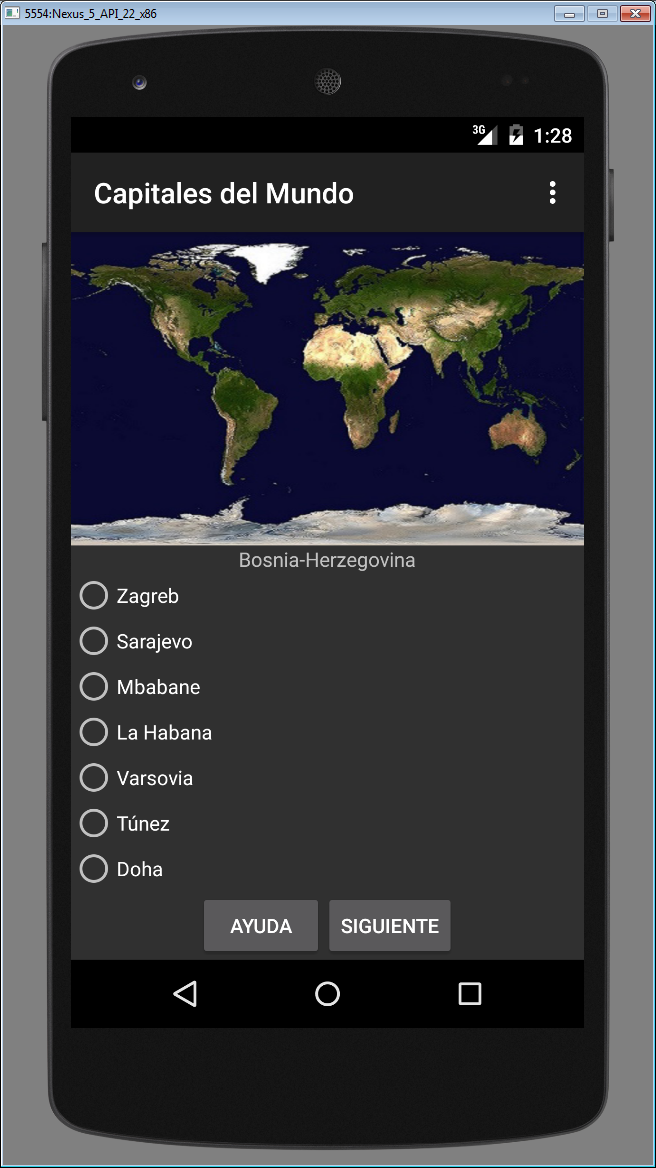 5554:Nexus_5_API_22_x86
3G 1:28
Capitales del Mundo
Bosnia-Herzegovina
Zagreb
Sarajevo
Mbabane
La Habana
Varsovia
Túnez
Doha
AYUDA SIGUIENTE